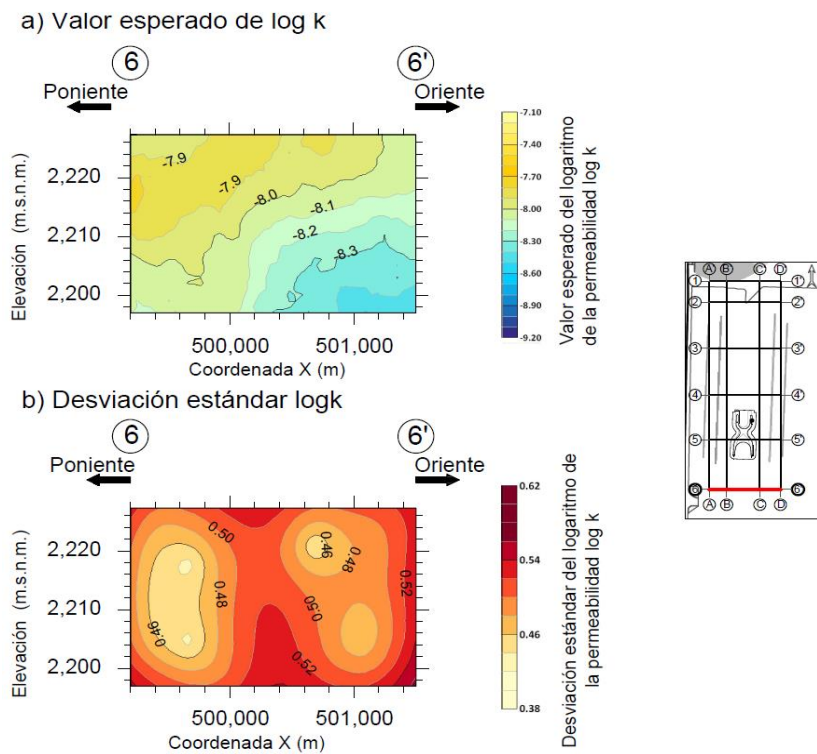 a) Valor esperado de log k
6
6'
Poniente
Oriente
Elevación (m.s.n.m.)
2,220
2,210
2,200
-7.9
-7.9
-8.0
-8.1
-8.2
-8.3
500,000
501,000
Coordenada X (m)
-7.10
-7.40
-7.70
-8.00
-8.30
-8.60
-8.90
-9.20
Valor esperado del logaritmo
de la permeabilidad log k
b) Desviación estándar logk
6
6'
Poniente
Oriente
Elevación (m.s.n.m.)
2,220
2,210
2,200
0.50
0.46
0.48
0.48
0.52
0.46
0.50
0.52
500,000
501,000
Coordenada X (m)
0.62
0.54
0.46
0.38
Desviación estándar del logaritmo de
la permeabilidad log k
A B C D
1 1'
2 2'
3 3'
4 4'
5 5'
6 6'
A B C D